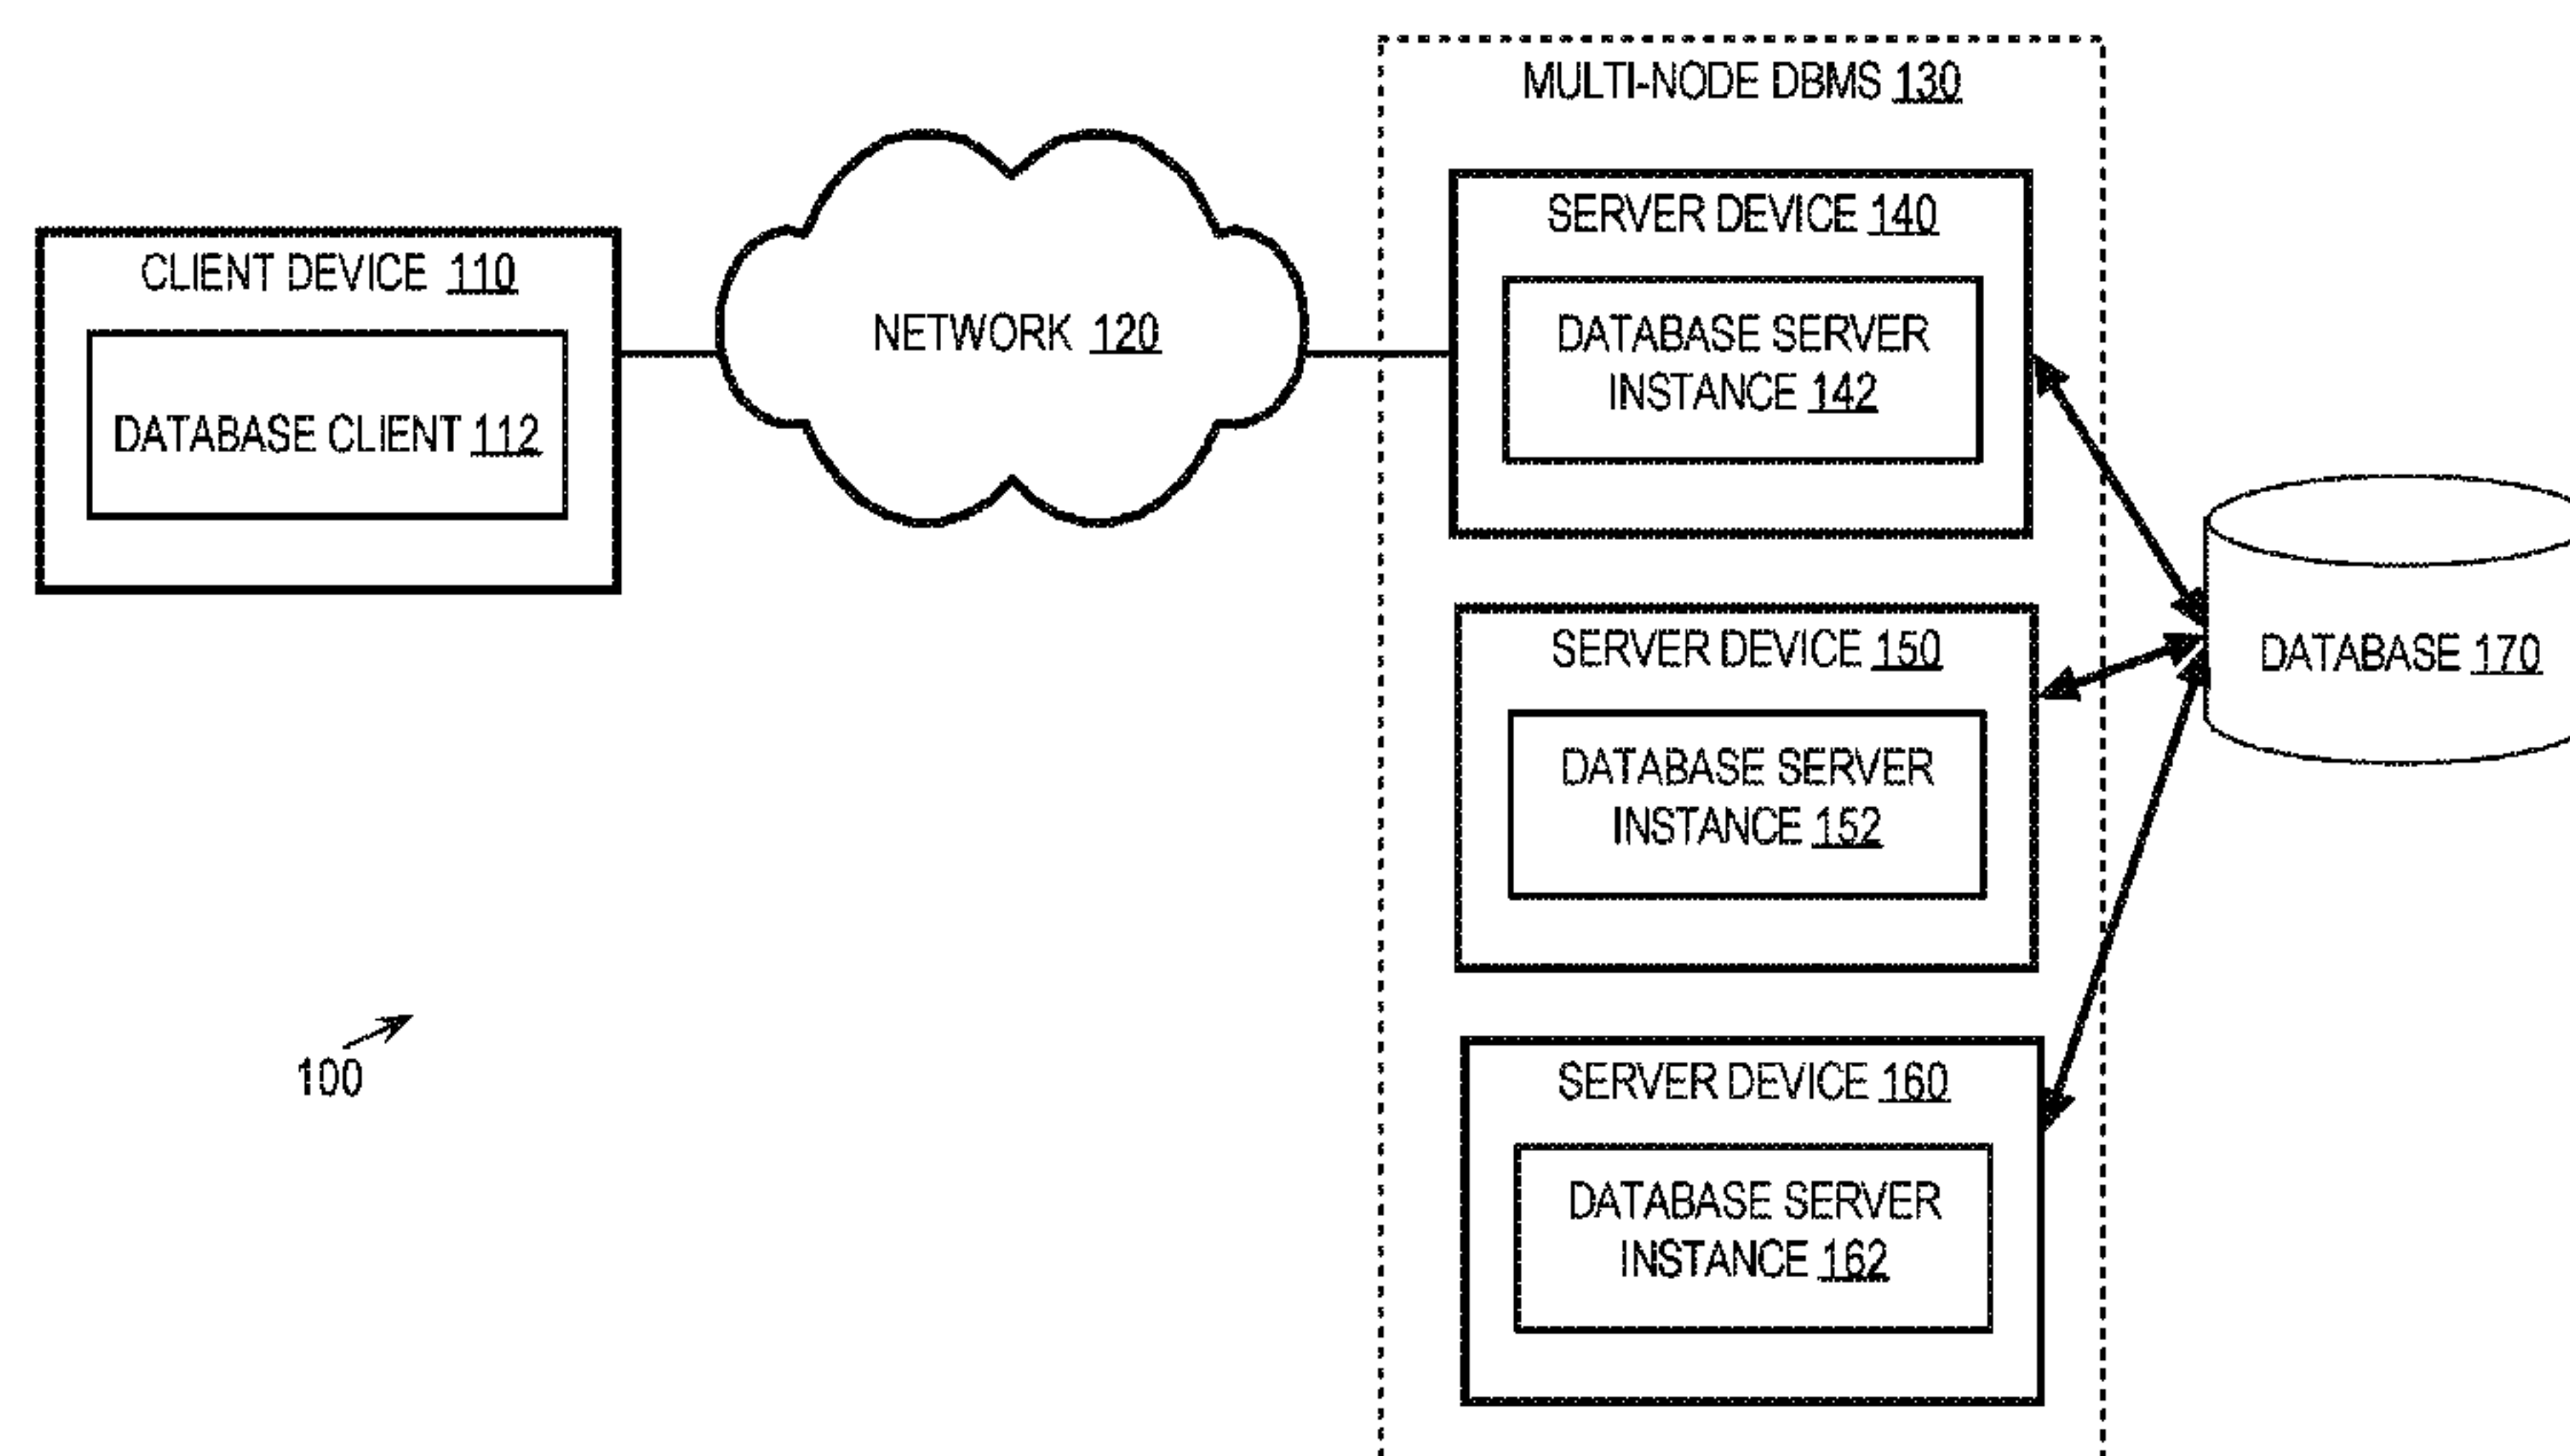 MULTI-NODE DBMS 130
CLIENT DEVICE 110
DATABASE CLIENT 112
NETWORK 120
SERVER DEVICE 140
DATABASE SERVER
INSTANCE 142
SERVER DEVICE 150
DATABASE SERVER
INSTANCE 152
SERVER DEVICE 160
DATABASE SERVER
INSTANCE 162
DATABASE 170
100